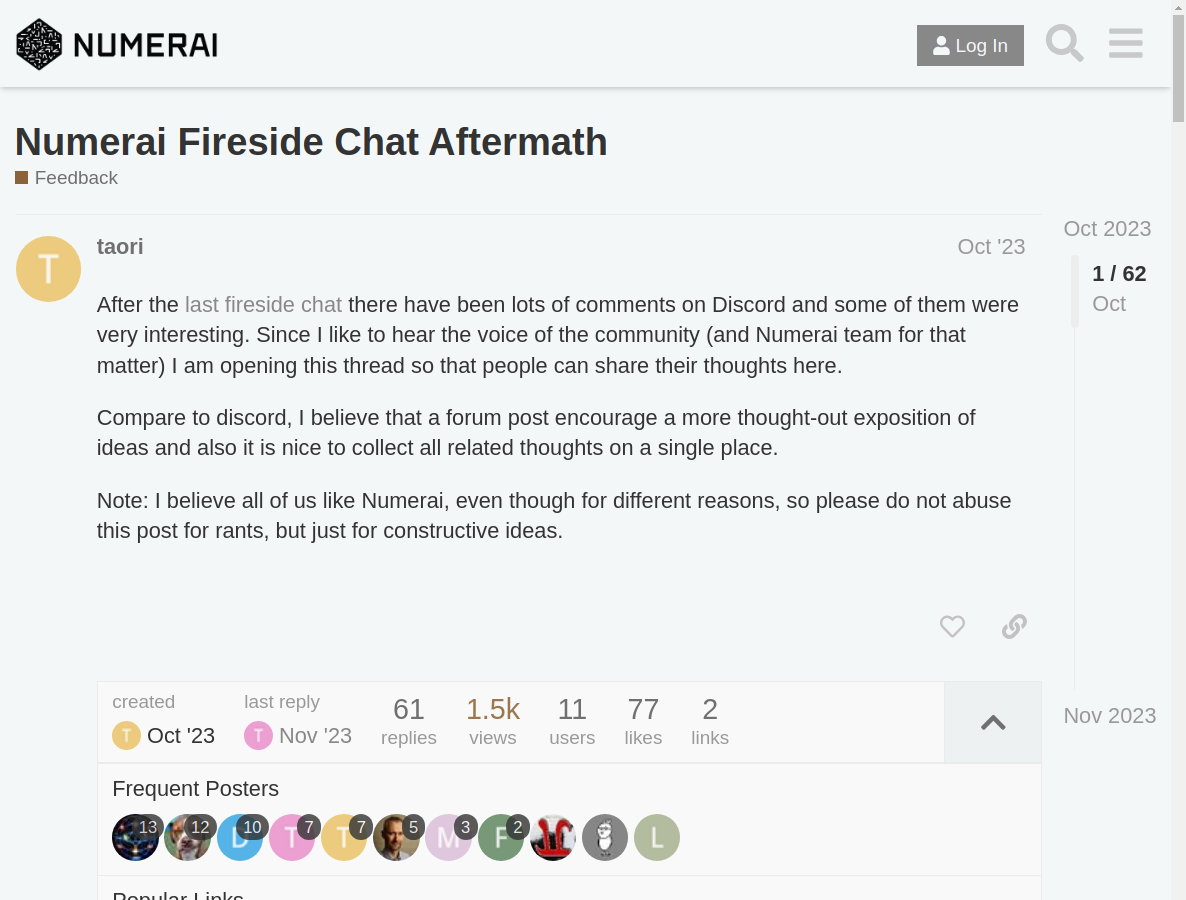 NUMERAI
Log In
Numerai Fireside Chat Aftermath
Feedback
T
taori
Oct '23
After the last fireside chat there have been lots of comments on Discord and some of them were
very interesting. Since I like to hear the voice of the community (and Numerai team for that
matter) I am opening this thread so that people can share their thoughts here.
Compare to discord, I believe that a forum post encourage a more thought-out exposition of
ideas and also it is nice to collect all related thoughts on a single place.
Note: I believe all of us like Numerai, even though for different reasons, so please do not abuse
this post for rants, but just for constructive ideas.
Oct 2023
1 / 62
Oct
Nov 2023
created
T Oct '23
last reply
T Nov '23
61
replies
1.5k
views
11
users
77
likes
2
links
Frequent Posters
13
12
D 10
T 7
T 7
5
M 3
F 2
L
Popular Links